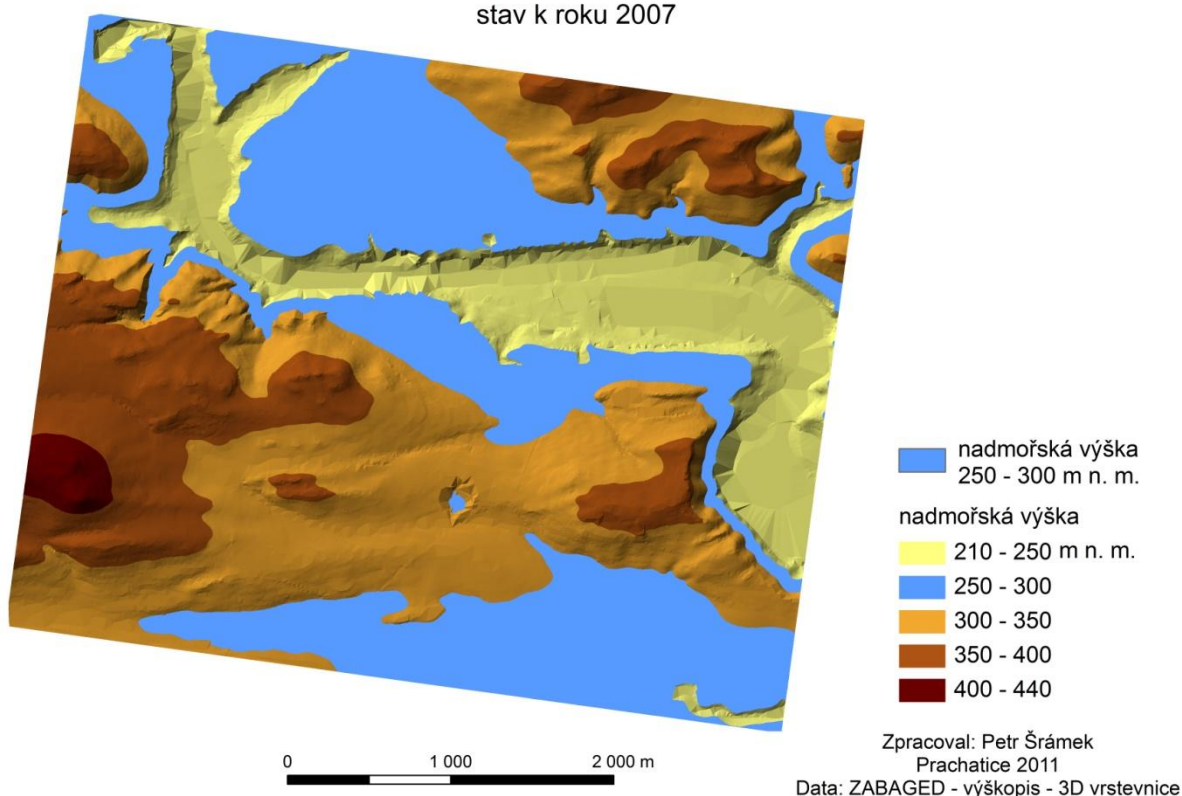 stav k roku 2007
nadmořská výška
250 - 300 m n. m.
nadmořská výška
210 - 250 m n. m.
250 - 300
300 - 350
350 - 400
400 - 440
0 1 000 2 000 m
Zpracoval: Petr Šrámek
Prachatice 2011
Data: ZABAGED - výškopis - 3D vrstevnice